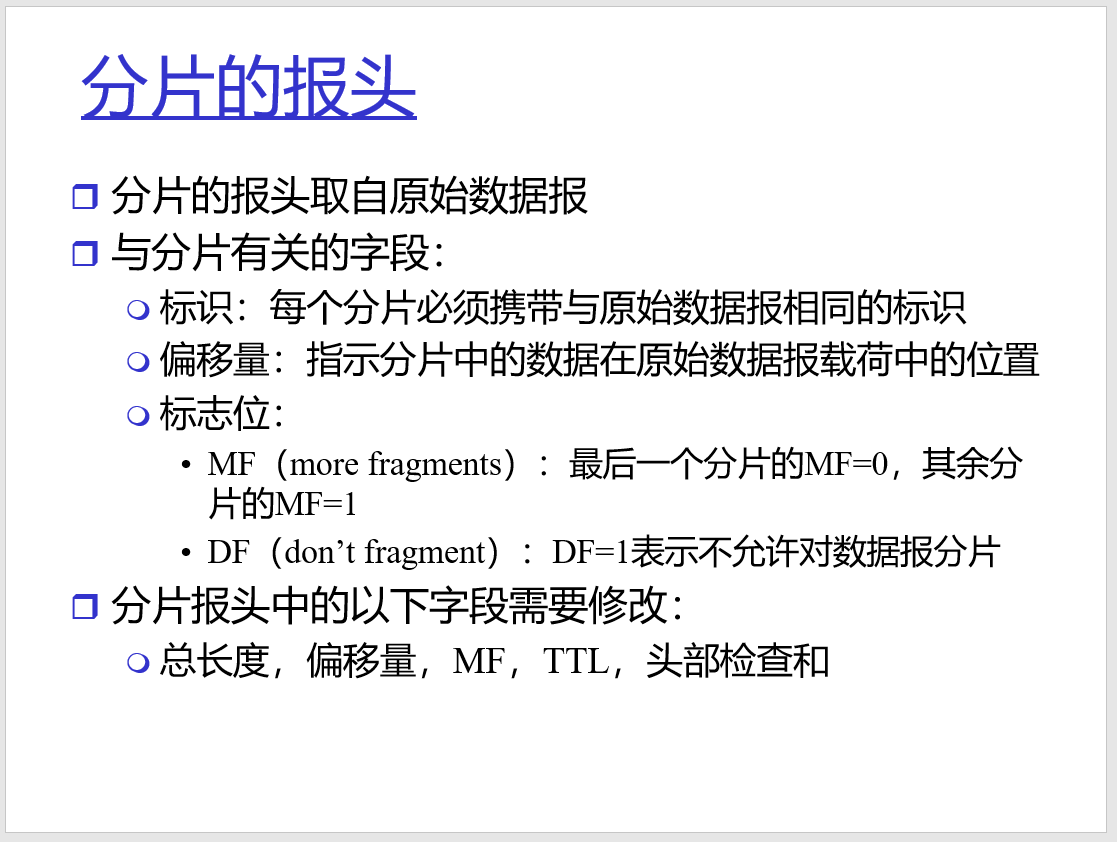 分片的报头
分片的报头取自原始数据报
与分片有关的字段：
标识：每个分片必须携带与原始数据报相同的标识
偏移量：指示分片中的数据在原始数据报载荷中的位置
标志位：
• MF（more fragments）：最后一个分片的MF=0，其余分
片的MF=1
• DF（don’t fragment）：DF=1表示不允许对数据报分片
分片报头中的以下字段需要修改：
总长度，偏移量，MF，TTL，头部检查和